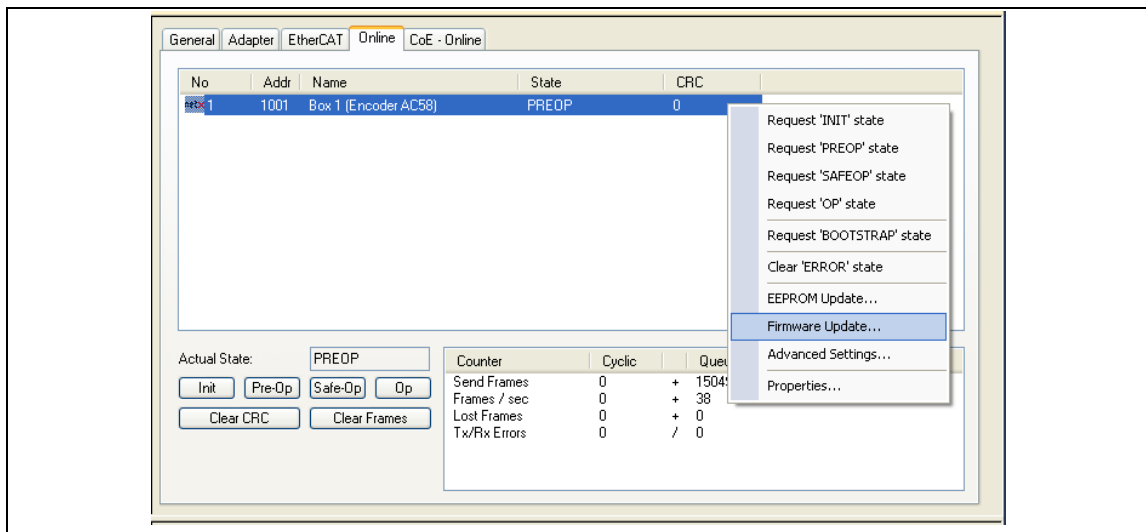 General Adapter EtherCAT Online CoE - Online
No Addr Name State CRC
netx 1 1001 Box 1 (Encoder AC58) PREOP 0
Request 'INIT' state
Request 'PREOP' state
Request 'SAFEOP' state
Request 'OP' state
Request 'BOOTSTRAP' state
Clear 'ERROR' state
EEPROM Update...
Firmware Update...
Advanced Settings...
Properties...
Actual State: PREOP
Init Pre-Op Safe-Op Op
Clear CRC Clear Frames
Counter Cyclic
Send Frames 0 +
Frames / sec 0 + 38
Lost Frames 0 + 0
Tx/Rx Errors 0 / 0